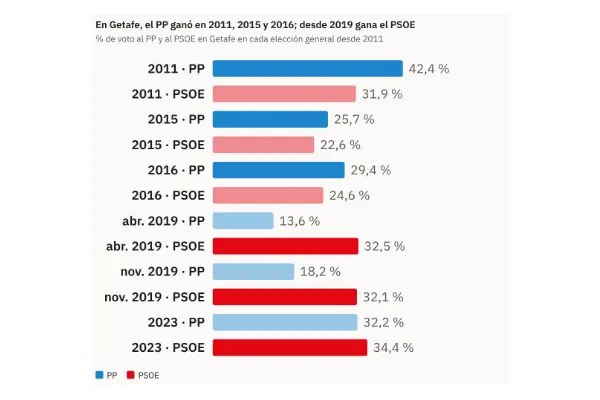 En Getafe, el PP ganó en 2011, 2015 y 2016; desde 2019 gana el PSOE
% de voto al PP y al PSOE en Getafe en cada elección general desde 2011
2011 · PP 42,4 %
2011 · PSOE 31,9 %
2015 · PP 25,7 %
2015 · PSOE 22,6 %
2016 · PP 29,4 %
2016 · PSOE 24,6 %
abr. 2019 · PP 13,6 %
abr. 2019 · PSOE 32,5 %
nov. 2019 · PP 18,2 %
nov. 2019 · PSOE 32,1 %
2023 · PP 32,2 %
2023 · PSOE 34,4 %
PP PSOE